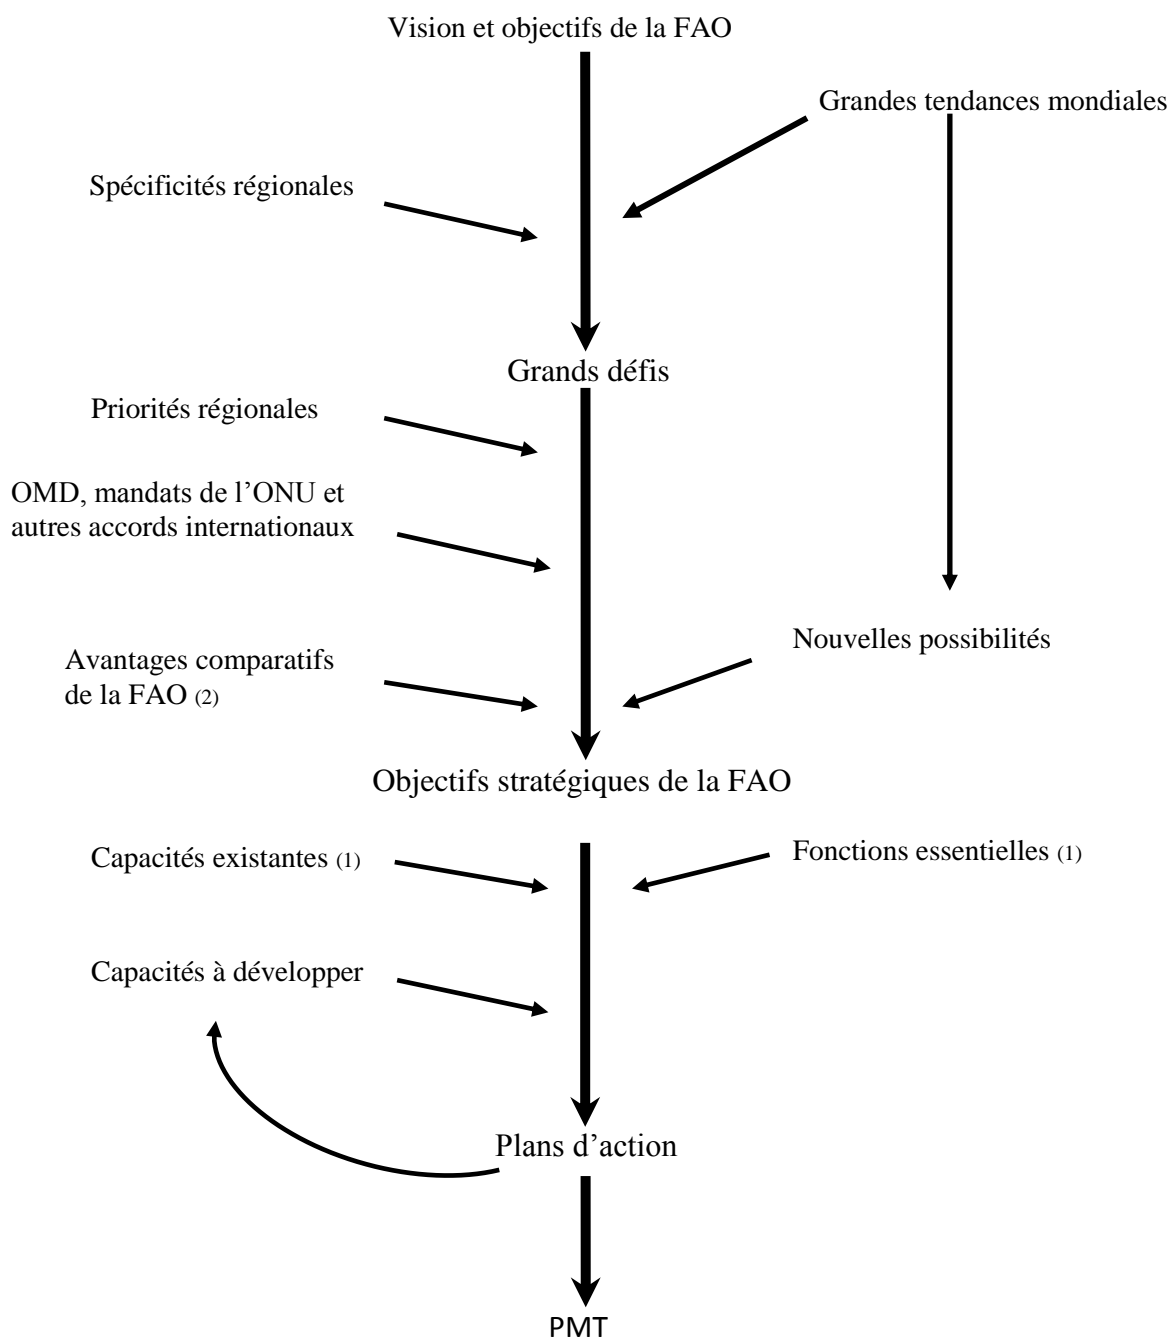 Vision et objectifs de la FAO
Grandes tendances mondiales
Spécificités régionales
Grands défis
Priorités régionales
OMD, mandats de l’ONU et
autres accords internationaux
Nouvelles possibilités
Avantages comparatifs
de la FAO (2)
Objectifs stratégiques de la FAO
Capacités existantes (1)
Fonctions essentielles (1)
Capacités à développer
Plans d’action
PMT